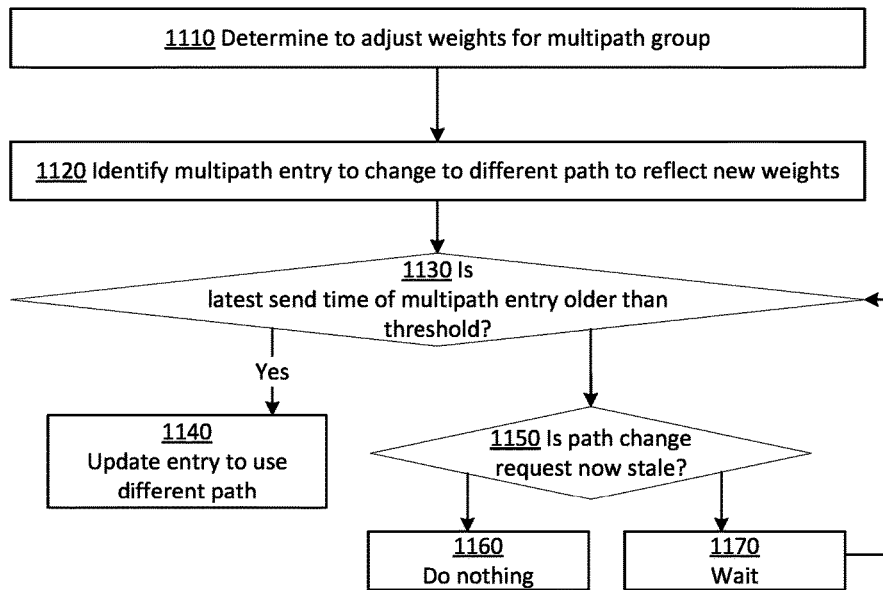 1110 Determine to adjust weights for multipath group
1120 Identify multipath entry to change to different path to reflect new weights
1130 Is
latest send time of multipath entry older than
threshold?
Yes
1140
Update entry to use
different path
1150 Is path change
request now stale?
1160
Do nothing
1170
Wait